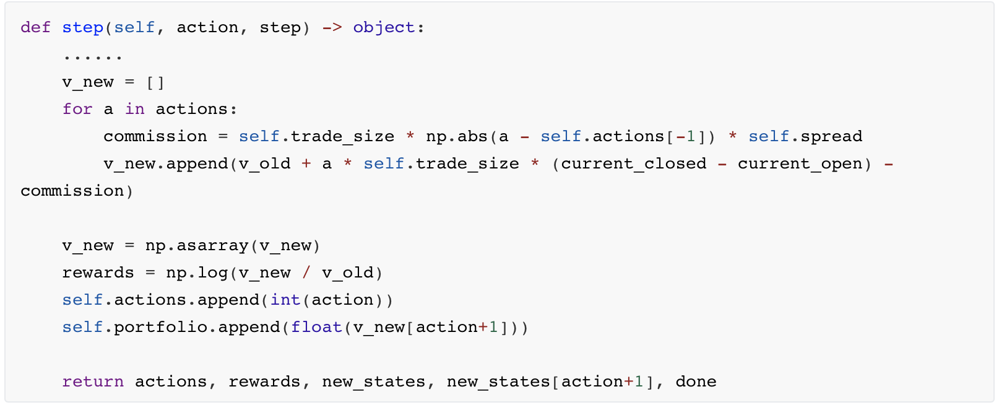 def step(self, action, step) -> object:
    ......
    v_new = []
    for a in actions:
        commission = self.trade_size * np.abs(a - self.actions[-1]) * self.spread
        v_new.append(v_old + a * self.trade_size * (current_closed - current_open) -
commission)

    v_new = np.asarray(v_new)
    rewards = np.log(v_new / v_old)
    self.actions.append(int(action))
    self.portfolio.append(float(v_new[action+1]))

    return actions, rewards, new_states, new_states[action+1], done